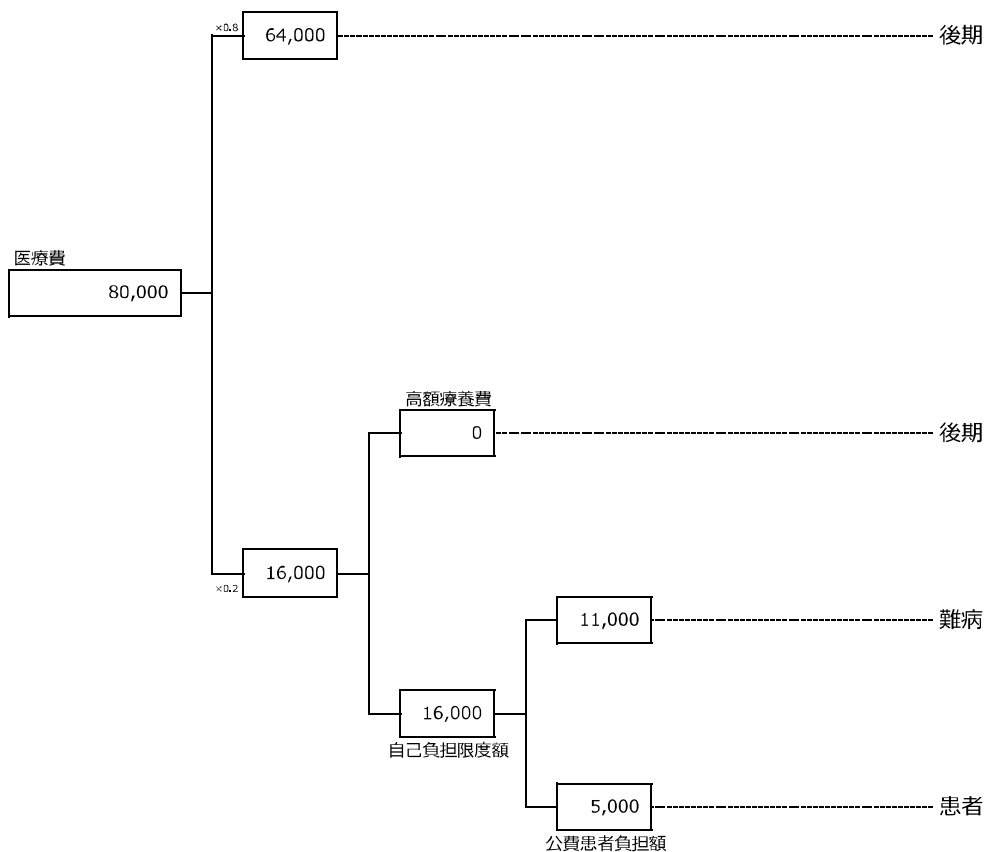 ×0.8
64,000
後期
医療費
80,000
高額療養費
0
後期
16,000
×0.2
11,000
難病
16,000
自己負担限度額
5,000
患者
公費患者負担額